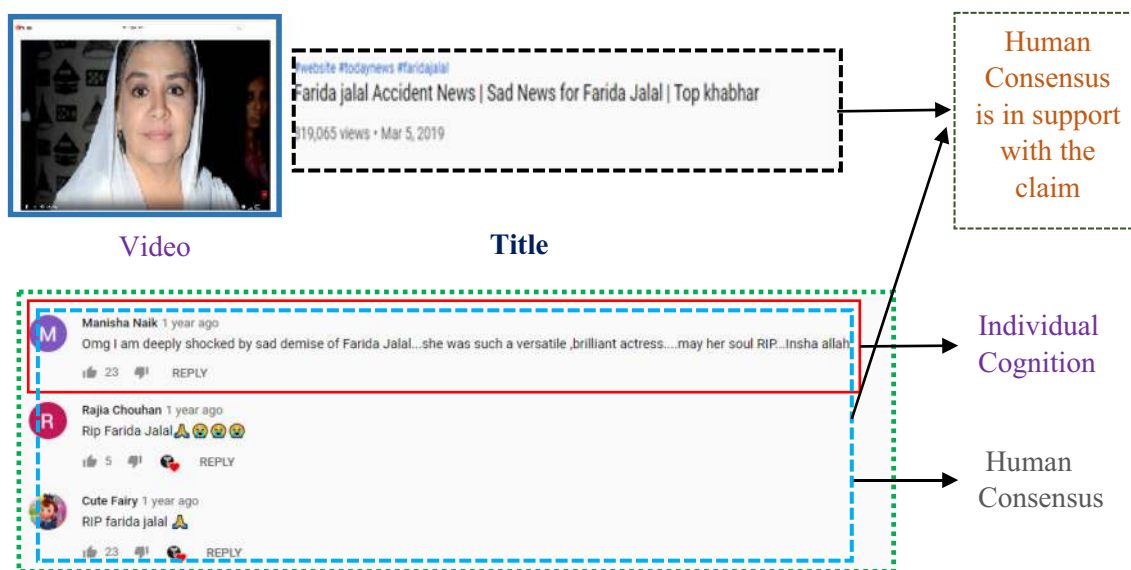 #website #todaynews #faridajalal
Farida jalal Accident News | Sad News for Farida Jalal | Top khabhar
319,065 views • Mar 5, 2019
Human
Consensus
is in support
with the
claim
Video
Title
M
Manisha Naik 1 year ago
Omg I am deeply shocked by sad demise of Farida Jalal...she was such a versatile ,brilliant actress....may her soul RIP...Insha allah
23 REPLY
Individual
Cognition
R
Rajia Chouhan 1 year ago
Rip Farida Jalal🙏😭😭😭
5 REPLY
Human
Consensus
Cute Fairy 1 year ago
RIP farida jalal 🙏
23 REPLY